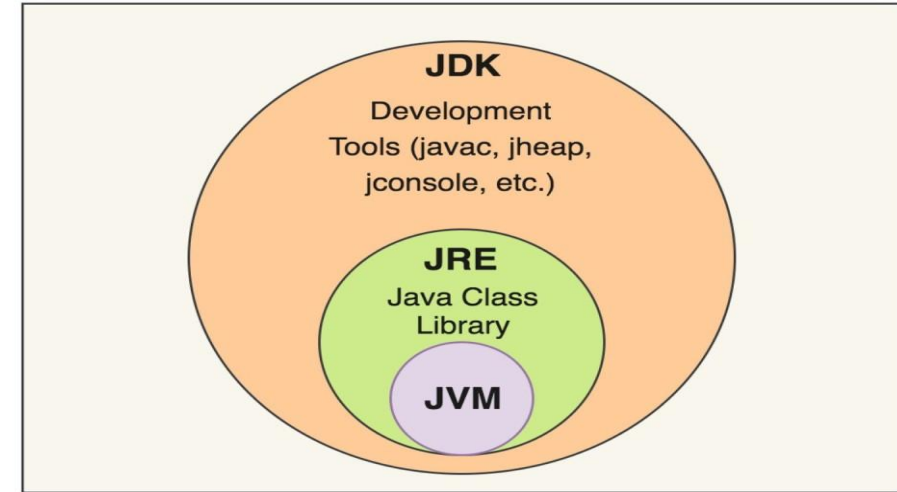 JDK
Development
Tools (javac, jheap,
jconsole, etc.)
JRE
Java Class
Library
JVM